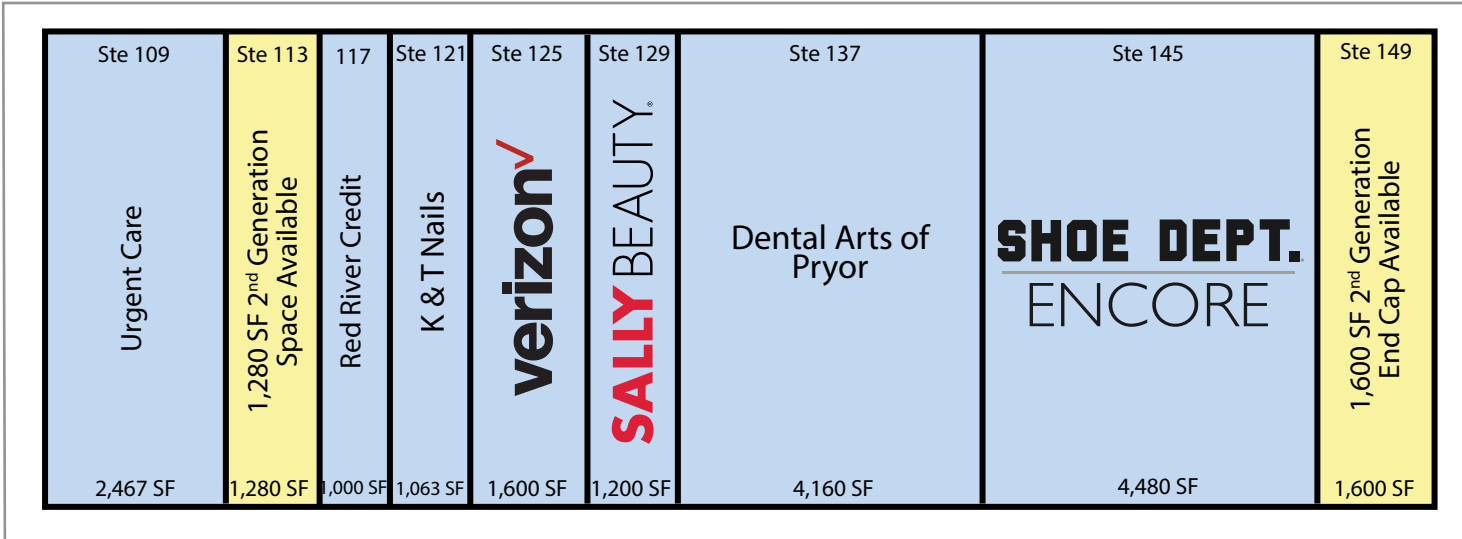 Ste 109
Urgent Care
2,467 SF
Ste 113
1,280 SF 2nd Generation
Space Available
1,280 SF
117
Red River Credit
1,000 SF
Ste 121
K & T Nails
1,063 SF
Ste 125
verizon
1,600 SF
Ste 129
SALLY BEAUTY®
1,200 SF
Ste 137
Dental Arts of
Pryor
4,160 SF
Ste 145
SHOE DEPT.
ENCORE
4,480 SF
Ste 149
1,600 SF 2nd Generation
End Cap Available
1,600 SF